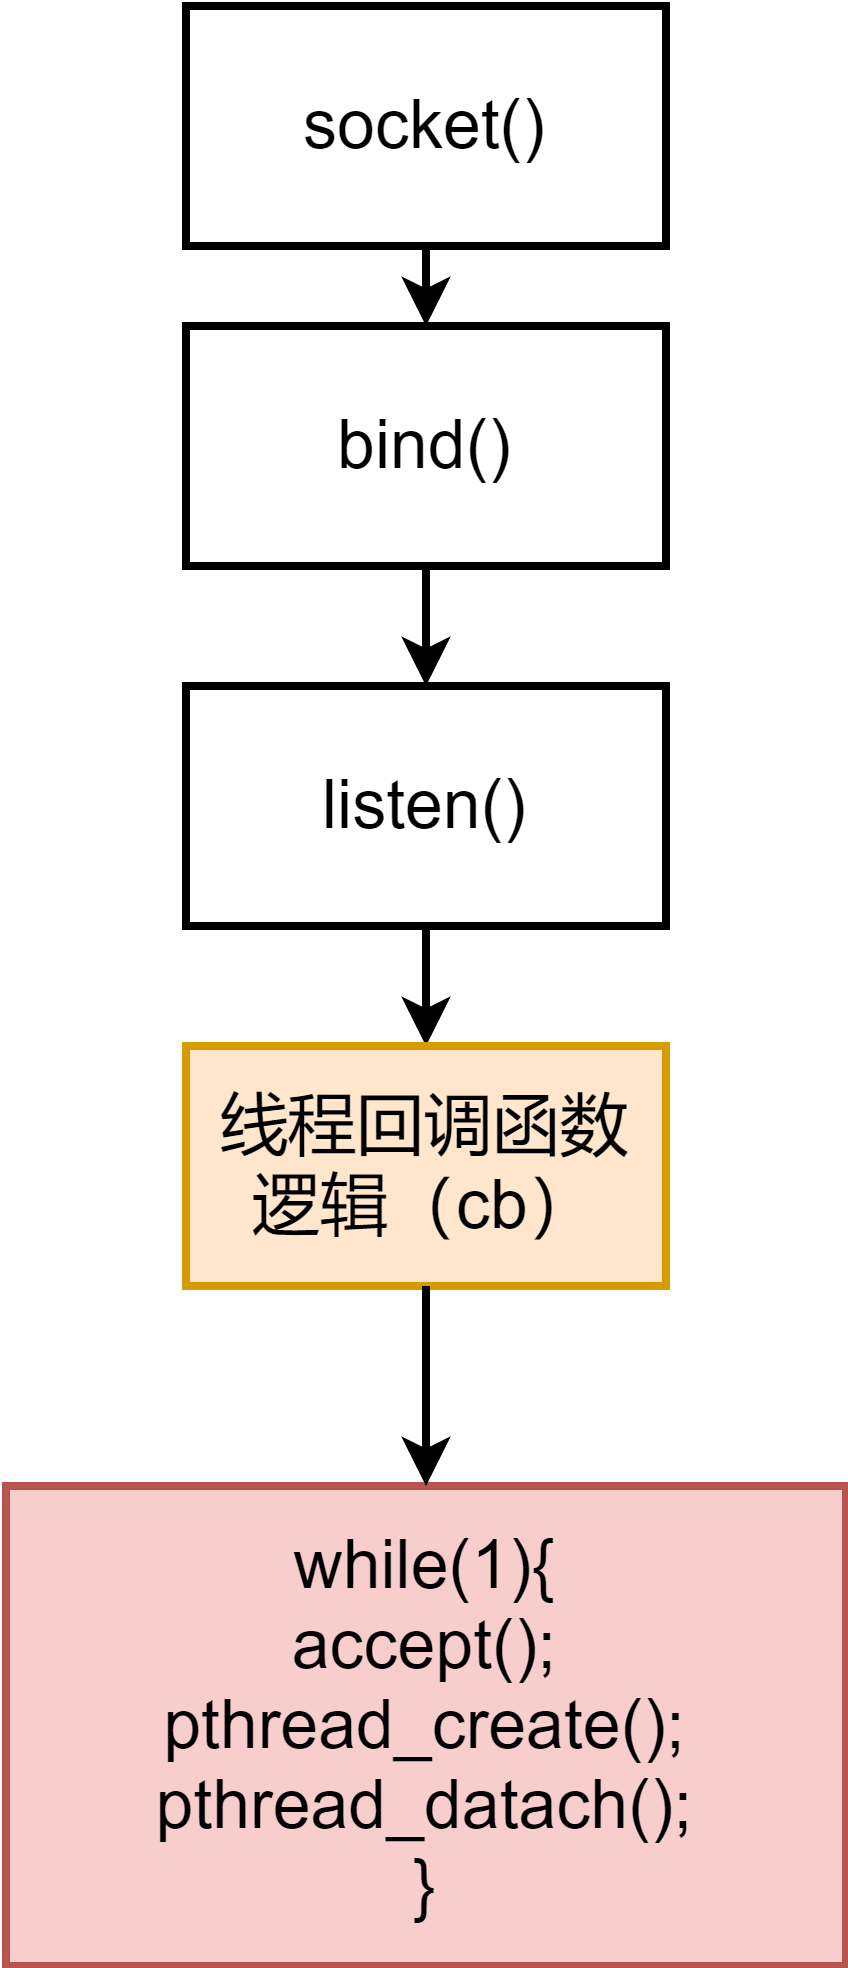 socket()
bind()
listen()
线程回调函数
逻辑（cb）
while(1){
accept();
pthread_create();
pthread_datach();
}